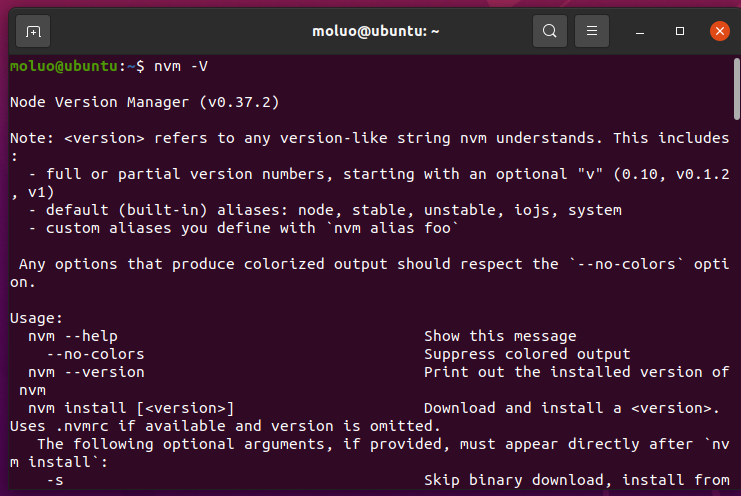 moluo@ubuntu: ~
moluo@ubuntu:~$ nvm -V
Node Version Manager (v0.37.2)
Note: <version> refers to any version-like string nvm understands. This includes
:
  - full or partial version numbers, starting with an optional "v" (0.10, v0.1.2
, v1)
  - default (built-in) aliases: node, stable, unstable, iojs, system
  - custom aliases you define with `nvm alias foo`
 Any options that produce colorized output should respect the `--no-colors` opti
on.
Usage:
  nvm --help                                  Show this message
    --no-colors                               Suppress colored output
  nvm --version                               Print out the installed version of
 nvm
  nvm install [<version>]                     Download and install a <version>.
Uses .nvmrc if available and version is omitted.
   The following optional arguments, if provided, must appear directly after `nv
m install`:
    -s                                        Skip binary download, install from